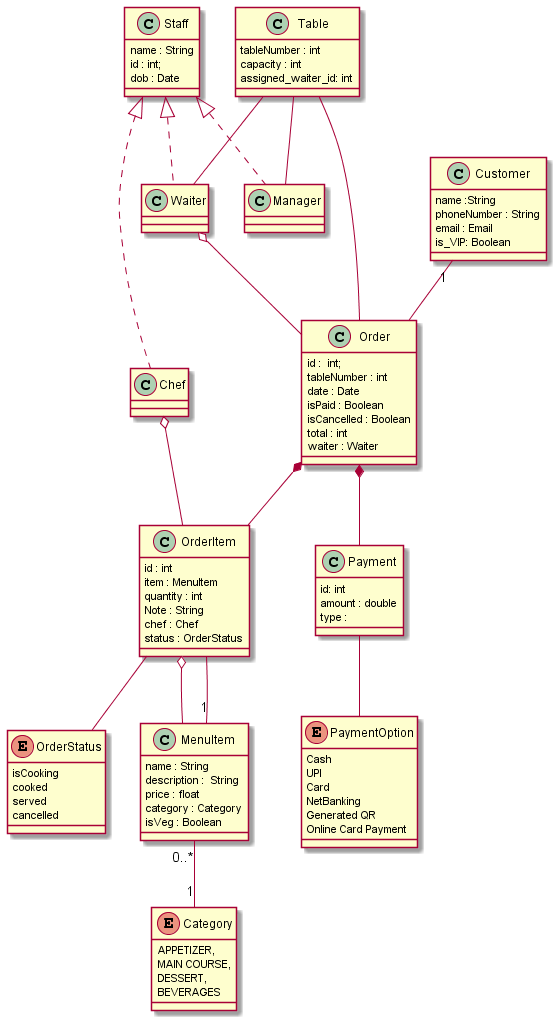 C Staff
name : String
id : int;
dob : Date
C Table
tableNumber : int
capacity : int
assigned_waiter_id: int
C Waiter
C Manager
C Customer
name :String
phoneNumber : String
email : Email
is_VIP: Boolean
1
C Order
id :  int;
tableNumber : int
date : Date
isPaid : Boolean
isCancelled : Boolean
total : int
waiter : Waiter
C Chef
C OrderItem
id : int
item : MenuItem
quantity : int
Note : String
chef : Chef
status : OrderStatus
C Payment
id: int
amount : double
type :
1
E OrderStatus
isCooking
cooked
served
cancelled
C MenuItem
name : String
description :  String
price : float
category : Category
isVeg : Boolean
E PaymentOption
Cash
UPI
Card
NetBanking
Generated QR
Online Card Payment
0..*
1
E Category
APPETIZER,
MAIN COURSE,
DESSERT,
BEVERAGES